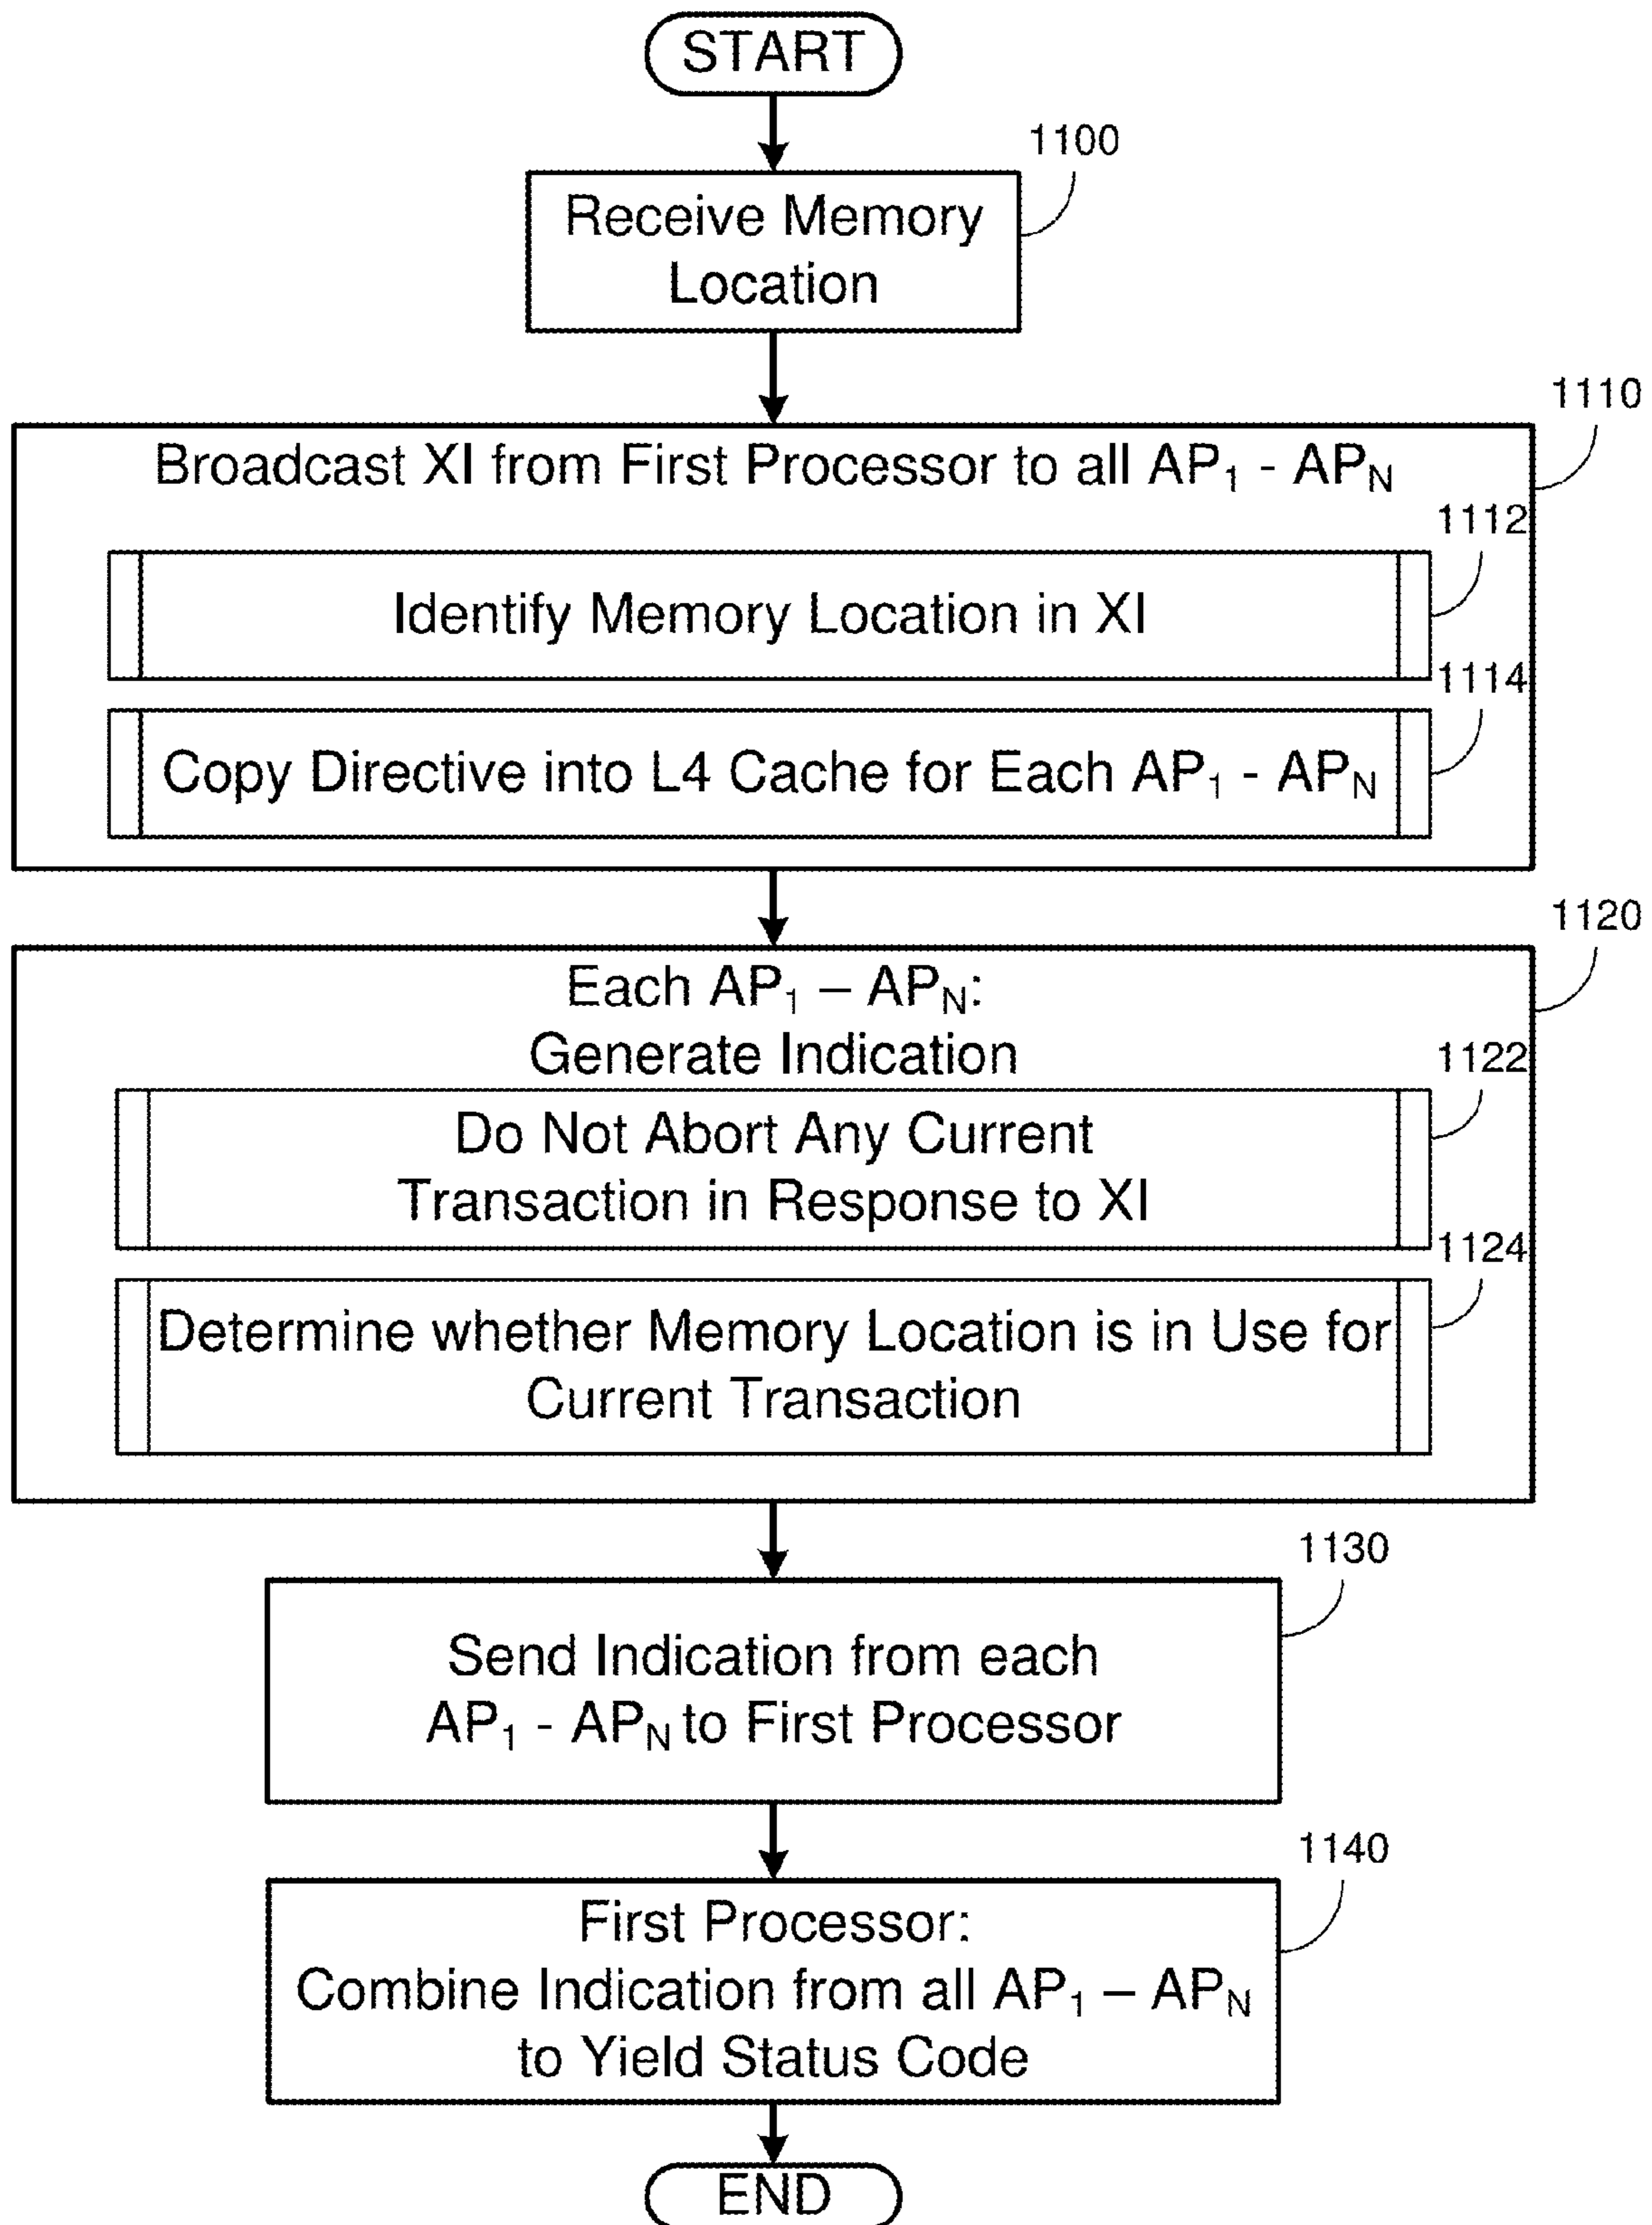 START
1100
Receive Memory
Location
1110
Broadcast XI from First Processor to all AP₁ - APN
1112
Identify Memory Location in XI
1114
Copy Directive into L4 Cache for Each AP₁ - APN
1120
Each AP₁ – APN:
Generate Indication
1122
Do Not Abort Any Current
Transaction in Response to XI
1124
Determine whether Memory Location is in Use for
Current Transaction
1130
Send Indication from each
AP₁ - APN to First Processor
1140
First Processor:
Combine Indication from all AP₁ – APN
to Yield Status Code
END